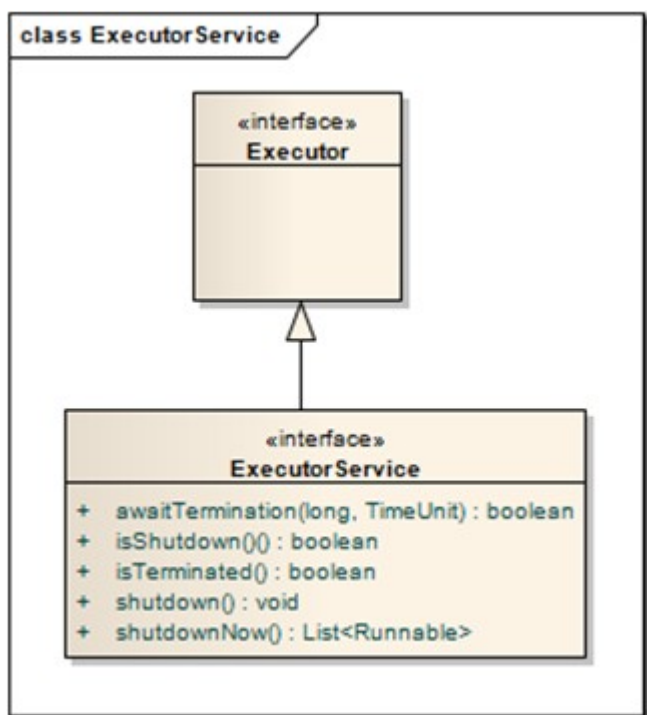 class ExecutorService
«interface»
Executor
«interface»
ExecutorService
+ awaitTermination(long, TimeUnit) : boolean
+ isShutdown()() : boolean
+ isTerminated() : boolean
+ shutdown() : void
+ shutdownNow() : List<Runnable>